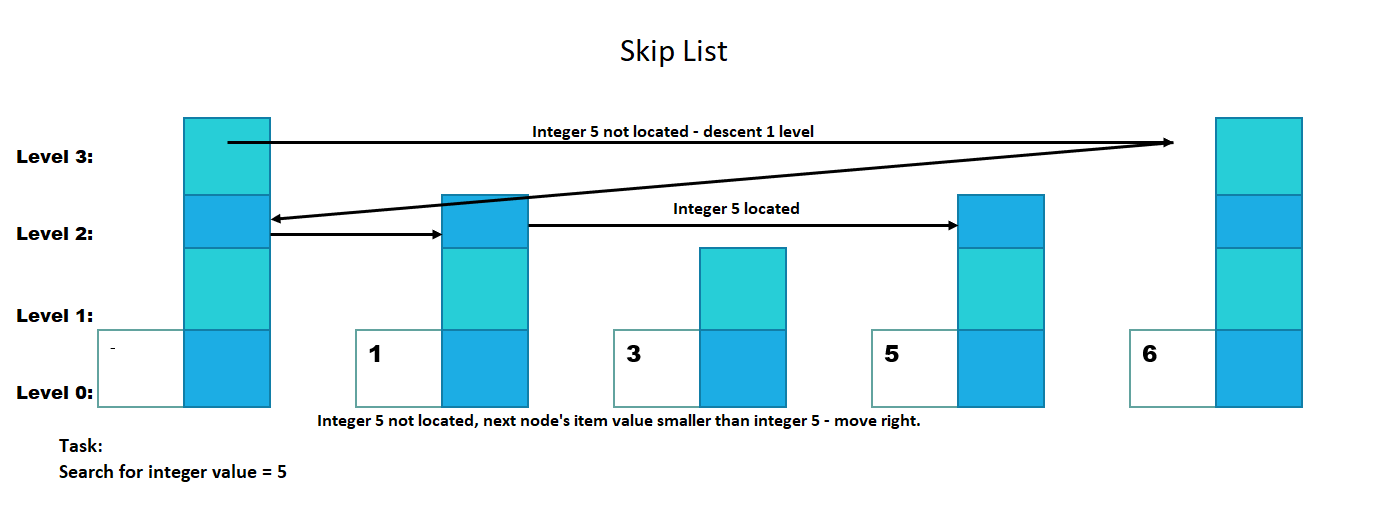 Skip List
Integer 5 not located - descent 1 level
Level 3:
Integer 5 located
Level 2:
Level 1:
-
1
3
5
6
Level 0:
Integer 5 not located, next node's item value smaller than integer 5 - move right.
Task:
Search for integer value = 5